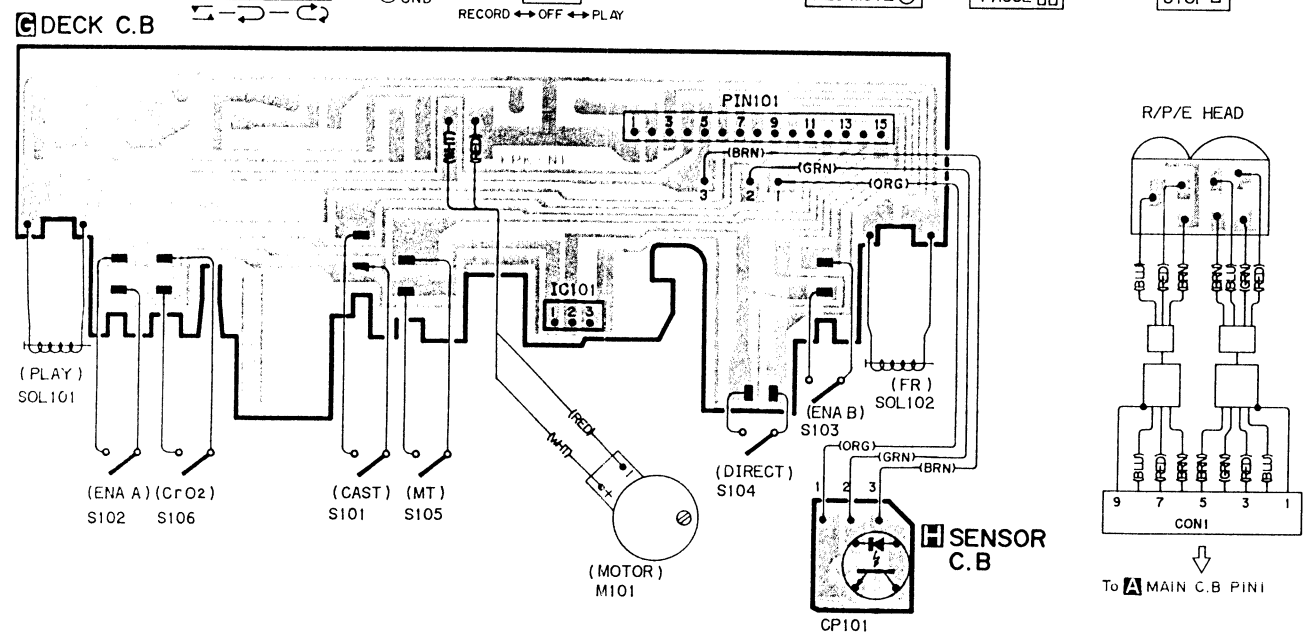 GND
RECORD ↔ OFF ↔ PLAY
G DECK C.B
PIN101
1 3 5 7 9 11 13 15
(WHT)
(RED)
(BRN)
(GRN)
(ORG)
3 2 1
R/P/E HEAD
IC101
1 2 3
(PLAY)
SOL101
(FR)
SOL102
(ENA B)
S103
(ENA A)
S102
(CrO2)
S106
(CAST)
S101
(MT)
S105
(RED)
(WHT)
- +
(MOTOR)
M101
(DIRECT)
S104
(ORG)
(GRN)
(BRN)
1 2 3
H SENSOR
C.B
CP101
(BLU)
(RED)
(BRN)
(BRN)
(BLU)
(GRN)
(RED)
(BLU)
(RED)
(BRN)
(BRN)
(GRN)
(RED)
(BLU)
9 7 5 3 1
CON1
To A MAIN C.B PIN1